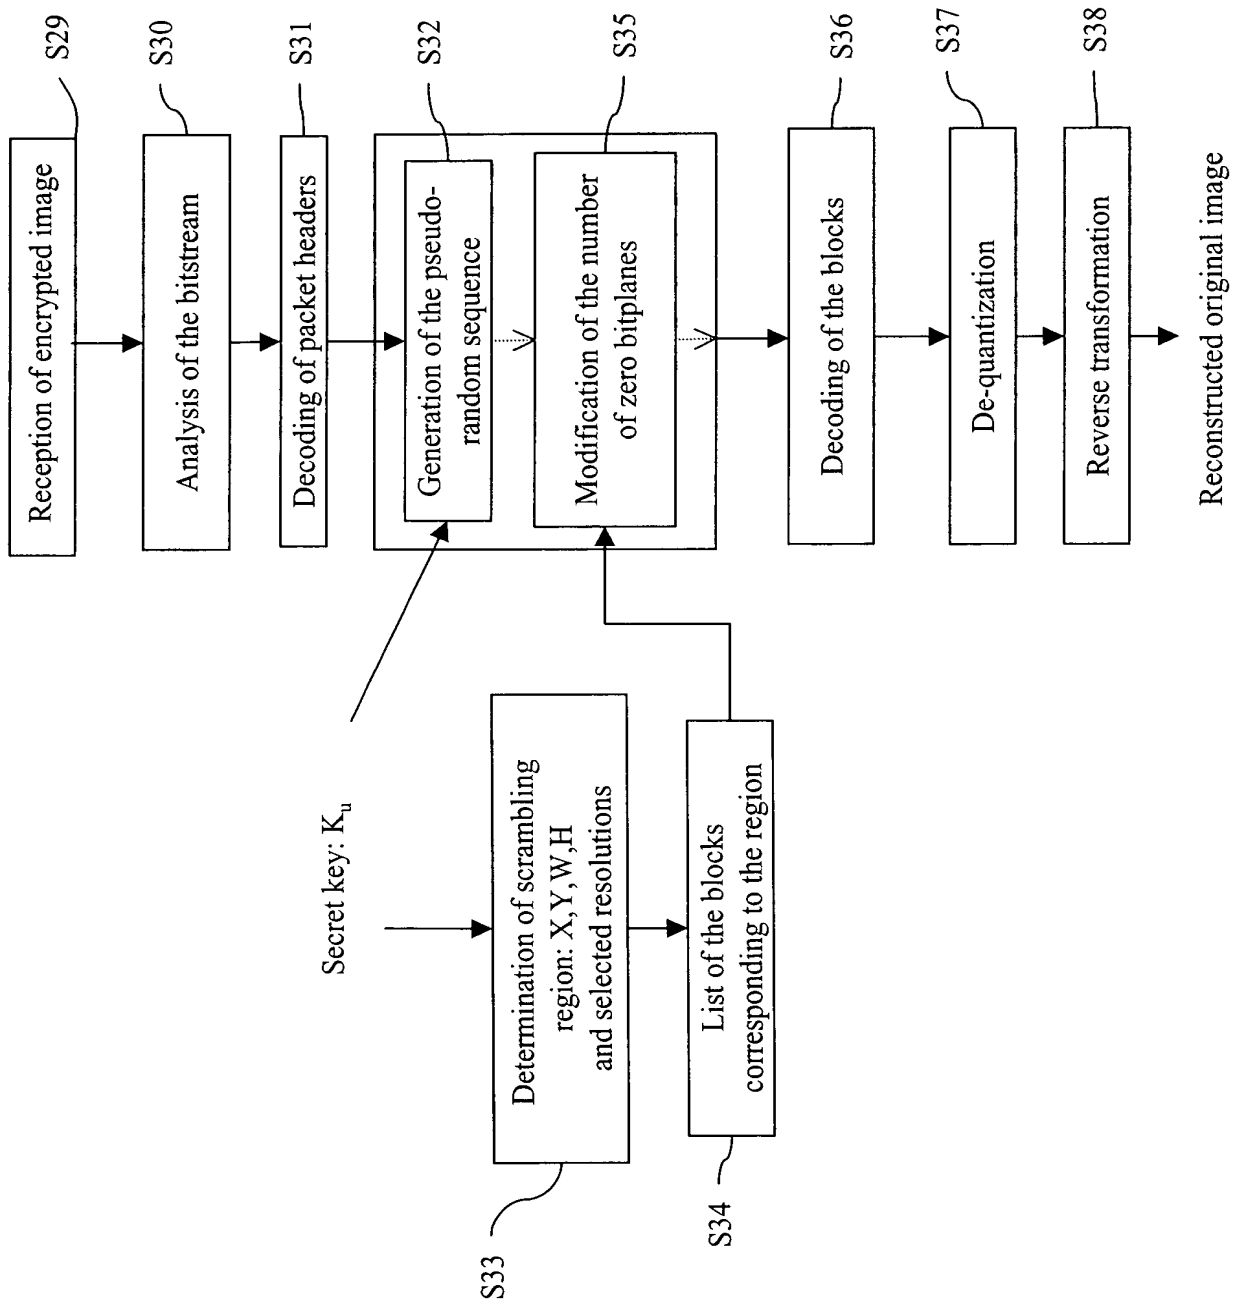 S29
Reception of encrypted image
S30
Analysis of the bitstream
S31
Decoding of packet headers
S32
Generation of the pseudo-
random sequence
S35
Modification of the number
of zero bitplanes
S36
Decoding of the blocks
S37
De-quantization
S38
Reverse transformation
Reconstructed original image
Secret key: Ku
Determination of scrambling
region: X,Y,W,H
and selected resolutions
S33
List of the blocks
corresponding to the region
S34